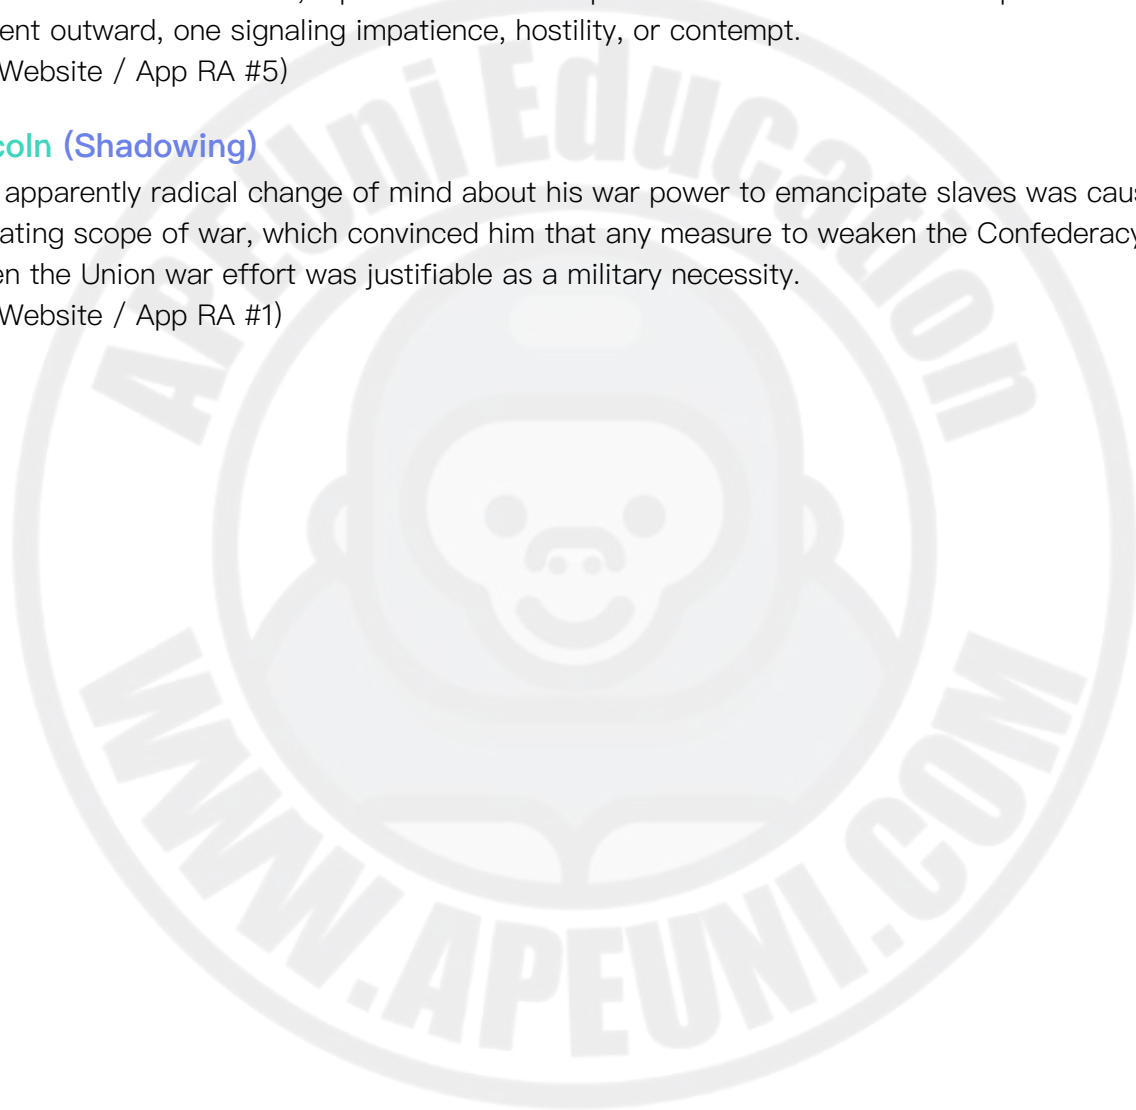 ent outward, one signaling impatience, hostility, or contempt.
Website / App RA #5)
coln (Shadowing)
apparently radical change of mind about his war power to emancipate slaves was caus
ating scope of war, which convinced him that any measure to weaken the Confederacy
en the Union war effort was justifiable as a military necessity.
Website / App RA #1)
ApeUni Education
WWW.APEUNI.COM